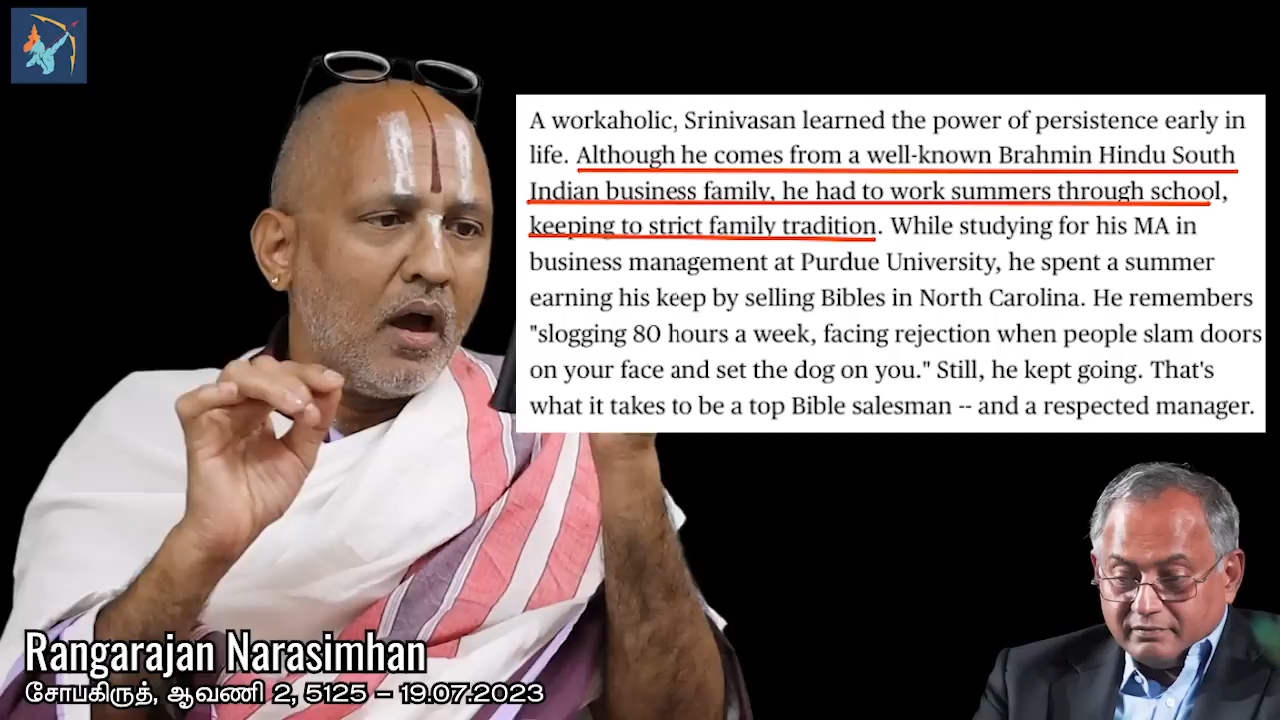 A workaholic, Srinivasan learned the power of persistence early in
life. Although he comes from a well-known Brahmin Hindu South
Indian business family, he had to work summers through school,
keeping to strict family tradition. While studying for his MA in
business management at Purdue University, he spent a summer
earning his keep by selling Bibles in North Carolina. He remembers
"slogging 80 hours a week, facing rejection when people slam doors
on your face and set the dog on you." Still, he kept going. That's
what it takes to be a top Bible salesman -- and a respected manager.
Rangarajan Narasimhan
சோபகிருத், ஆவணி 2, 5125 – 19.07.2023